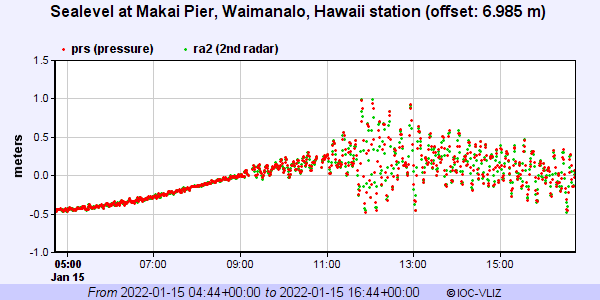 Sealevel at Makai Pier, Waimanalo, Hawaii station (offset: 6.985 m)
prs (pressure) ra2 (2nd radar)
meters
1.5
1.0
0.5
0.0
-0.5
-1.0
05:00 07:00 09:00 11:00 13:00 15:00
Jan 15
From 2022-01-15 04:44+00:00 to 2022-01-15 16:44+00:00 © IOC-VLIZ